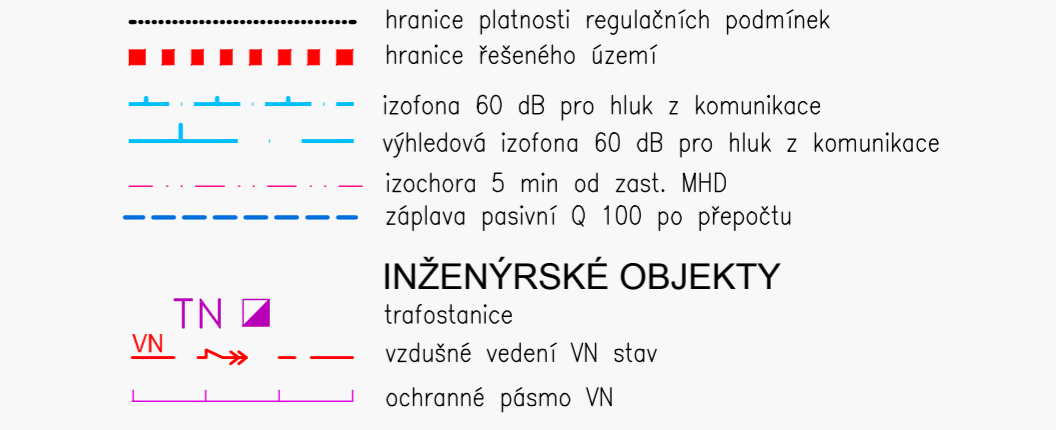 hranice platnosti regulačních podmínek
hranice řešeného území
izofona 60 dB pro hluk z komunikace
výhledová izofona 60 dB pro hluk z komunikace
izochora 5 min od zast. MHD
záplava pasivní Q 100 po přepočtu
INŽENÝRSKÉ OBJEKTY
TN trafostanice
VN vzdušné vedení VN stav
ochranné pásmo VN